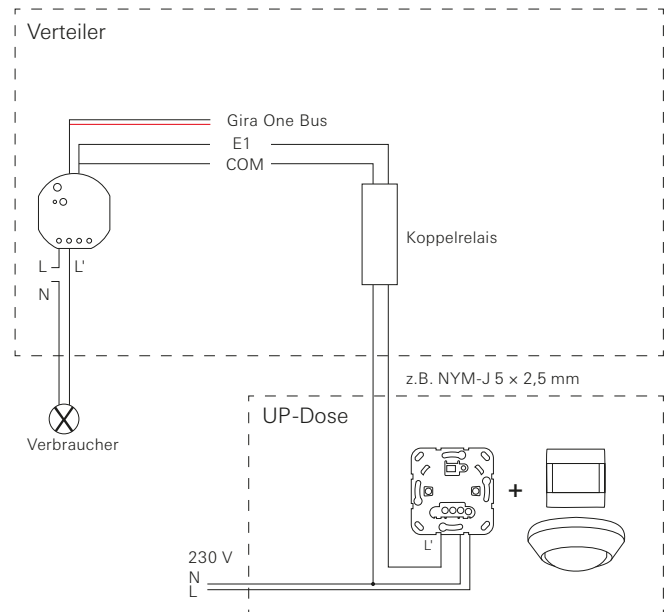 Verteiler
Gira One Bus
E1
COM
Koppelrelais
L
L'
N
z.B. NYM-J 5 × 2,5 mm
UP-Dose
Verbraucher
+
L'
230 V
N
L